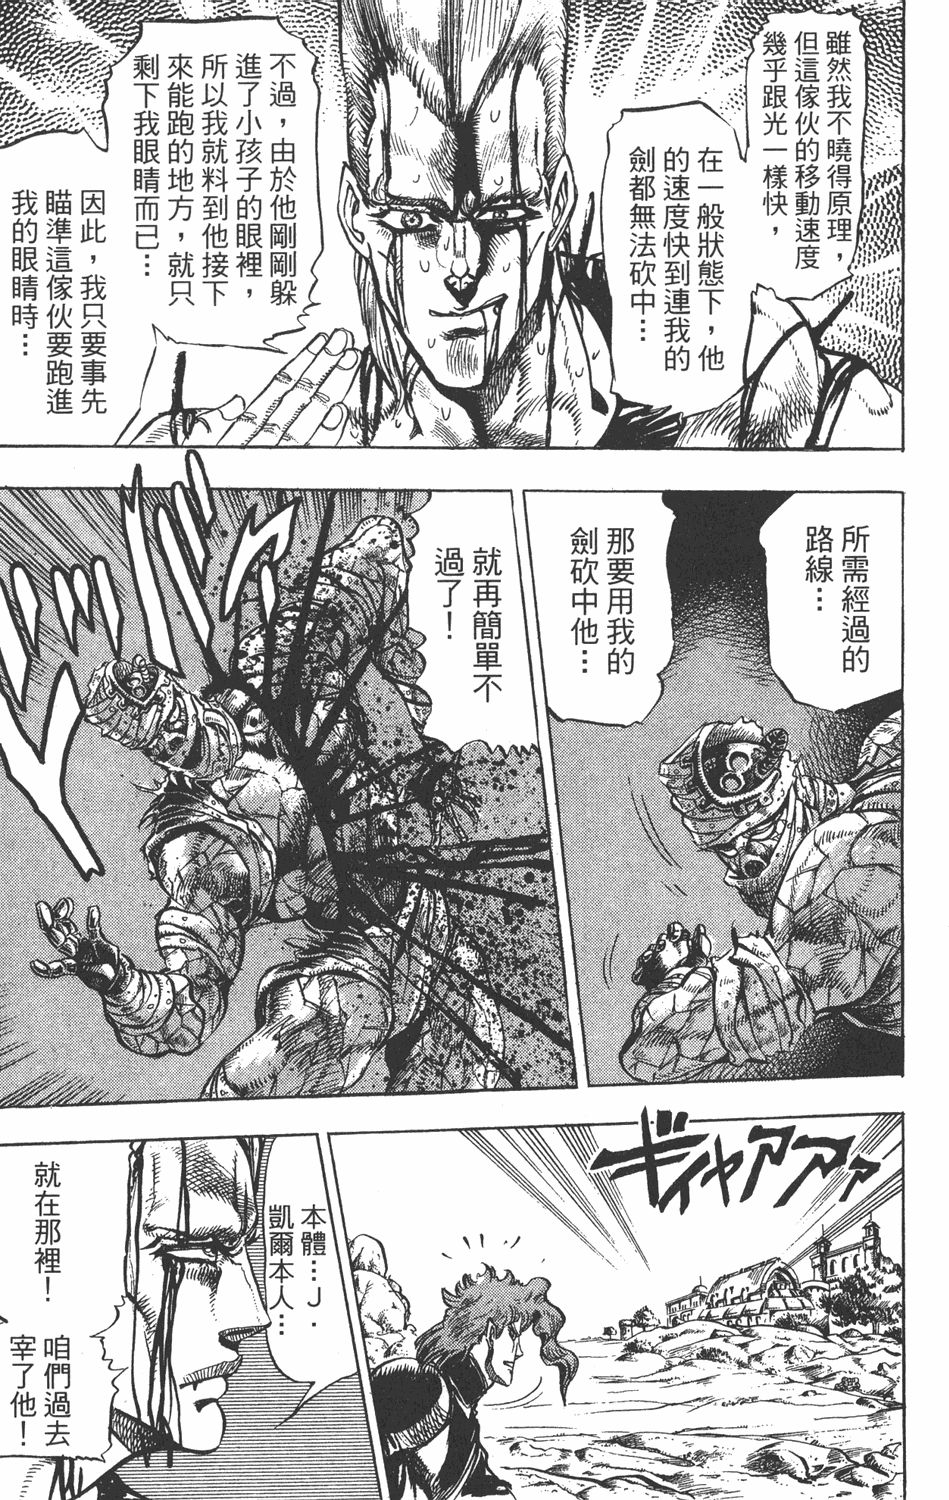 雖然我不曉得原理，
但這傢伙的移動速度
幾乎跟光一樣快，
在一般狀態下，他
的速度快到連我的
劍都無法砍中…
不過，由於他剛剛躲
進了小孩子的眼裡，
所以我就料到他接下
來能跑的地方，就只
剩下我眼睛而已…
因此，我只要事先
瞄準這傢伙要跑進
我的眼睛時…
所需經過的
路線…
那要用我的
劍砍中他…
就再簡單不
過了！
ギィヤアアァ
本體…J．
凱爾本人…
就在那裡！
咱們過去
宰了他！